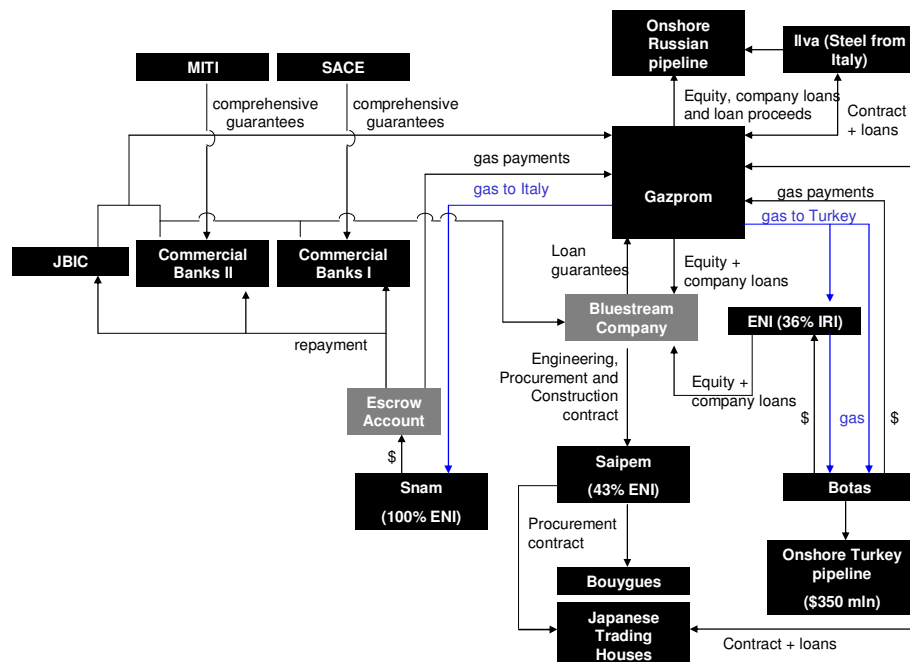 Onshore
Russian
pipeline
Ilva (Steel from
Italy)
MITI
SACE
comprehensive
guarantees
comprehensive
guarantees
Equity, company loans
and loan proceeds
Contract
+ loans
gas payments
gas to Italy
Gazprom
gas payments
gas to Turkey
JBIC
Commercial
Banks II
Commercial
Banks I
Loan
guarantees
Equity +
company loans
Bluestream
Company
ENI (36% IRI)
repayment
Engineering,
Procurement and
Construction
contract
Equity +
company loans
Escrow
Account
$
gas
$
$
Snam
(100% ENI)
Saipem
(43% ENI)
Botas
Procurement
contract
Onshore Turkey
pipeline
($350 mln)
Bouygues
Japanese
Trading
Houses
Contract + loans